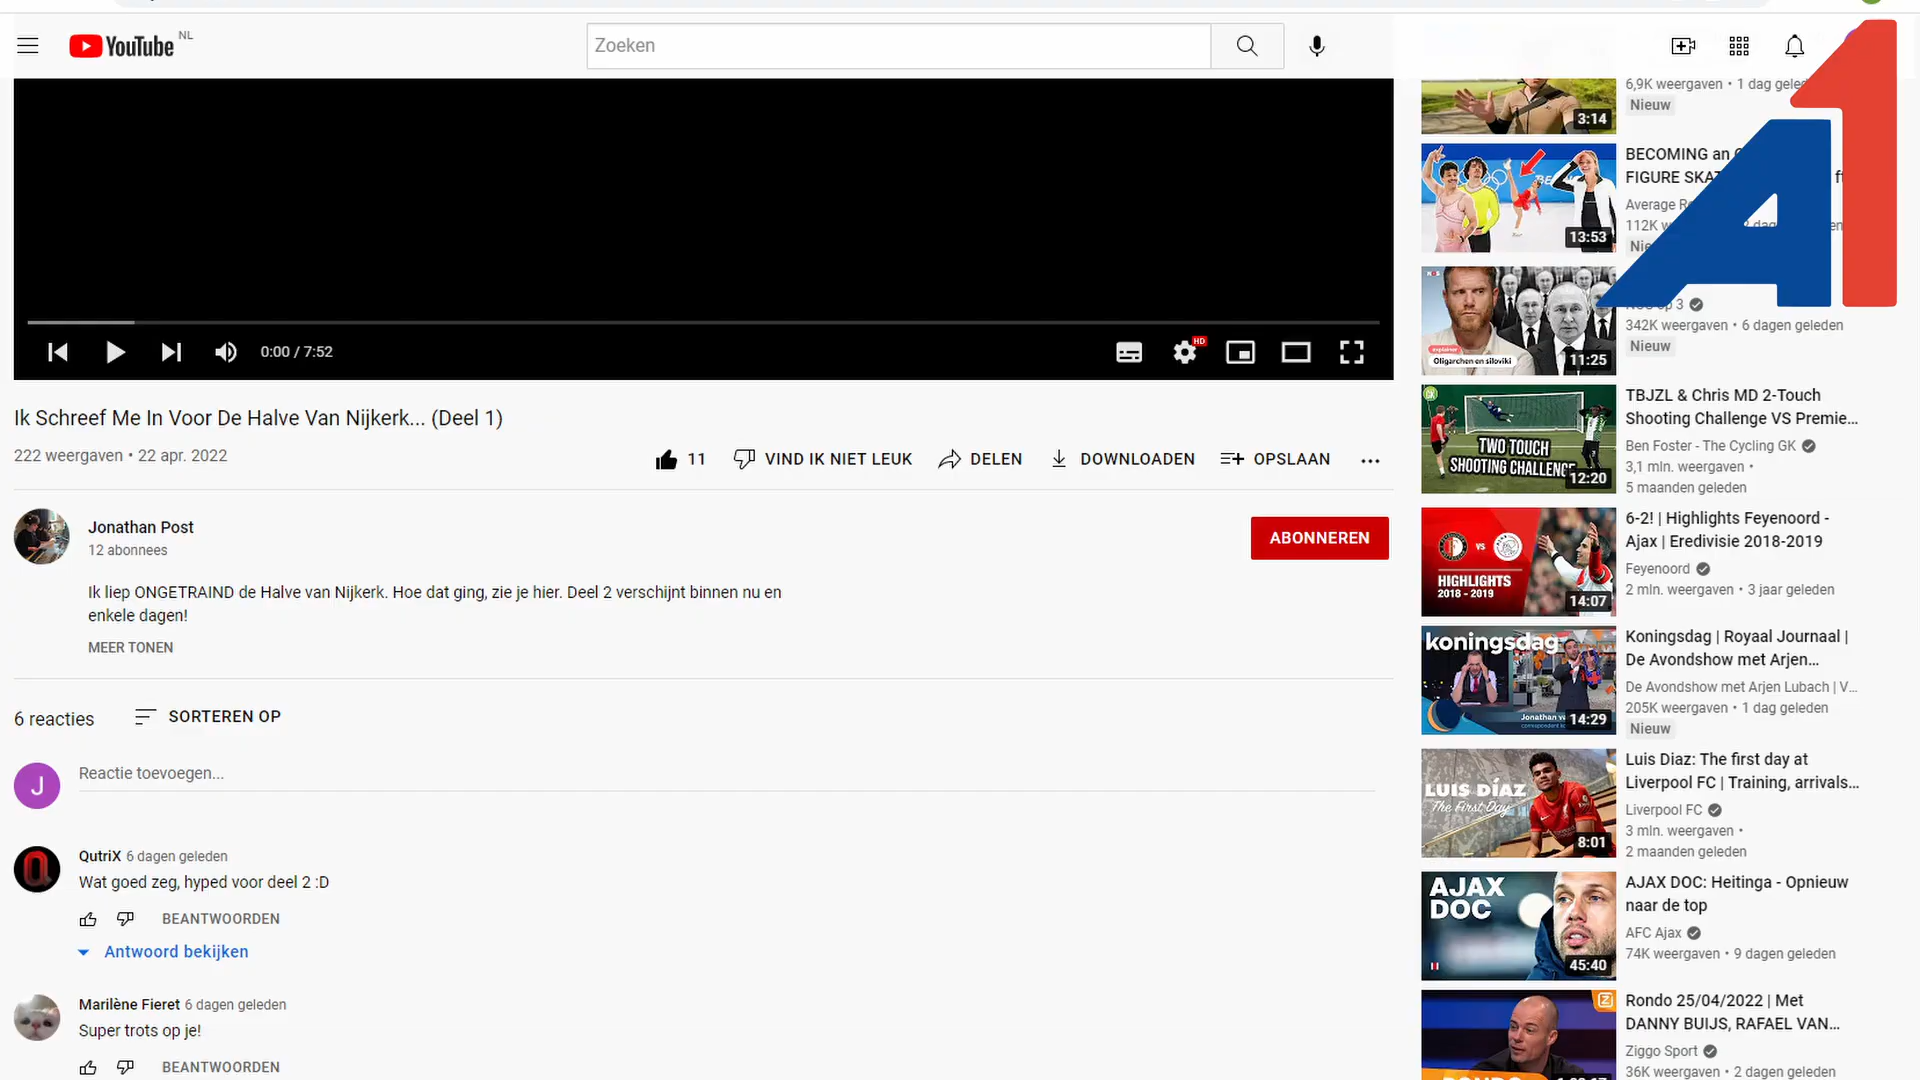 YouTube NL
Zoeken
0:00 / 7:52
HD
Ik Schreef Me In Voor De Halve Van Nijkerk... (Deel 1)
222 weergaven • 22 apr. 2022
11
VIND IK NIET LEUK
DELEN
DOWNLOADEN
OPSLAAN
Jonathan Post
12 abonnees
ABONNEREN
Ik liep ONGETRAIND de Halve van Nijkerk. Hoe dat ging, zie je hier. Deel 2 verschijnt binnen nu en
enkele dagen!
MEER TONEN
6 reacties
SORTEREN OP
J
Reactie toevoegen...
QutriX 6 dagen geleden
Wat goed zeg, hyped voor deel 2 :D
BEANTWOORDEN
Antwoord bekijken
Marilène Fieret 6 dagen geleden
Super trots op je!
BEANTWOORDEN
3:14
6,9K weergaven • 1 dag
Nieuw
13:53
BECOMING an
FIGURE
Average
112K
A1
NOS
explainer
Oligarchen en siloviki
11:25
342K weergaven • 6 dagen geleden
Nieuw
TWO TOUCH
SHOOTING CHALLENGE
12:20
TBJZL & Chris MD 2-Touch
Shooting Challenge VS Premie...
Ben Foster - The Cycling GK
3,1 mln. weergaven •
5 maanden geleden
VS
HIGHLIGHTS
2018 - 2019
14:07
6-2! | Highlights Feyenoord -
Ajax | Eredivisie 2018-2019
Feyenoord
2 mln. weergaven • 3 jaar geleden
koningsdag
14:29
Koningsdag | Royaal Journaal |
De Avondshow met Arjen...
De Avondshow met Arjen Lubach | V...
205K weergaven • 1 dag geleden
Nieuw
LUIS DÍAZ
The First Day
8:01
Luis Diaz: The first day at
Liverpool FC | Training, arrivals...
Liverpool FC
3 mln. weergaven •
2 maanden geleden
AJAX
DOC
45:40
AJAX DOC: Heitinga - Opnieuw
naar de top
AFC Ajax
74K weergaven • 9 dagen geleden
Rondo 25/04/2022 | Met
DANNY BUIJS, RAFAEL VAN...
Ziggo Sport
36K weergaven • 2 dagen geleden